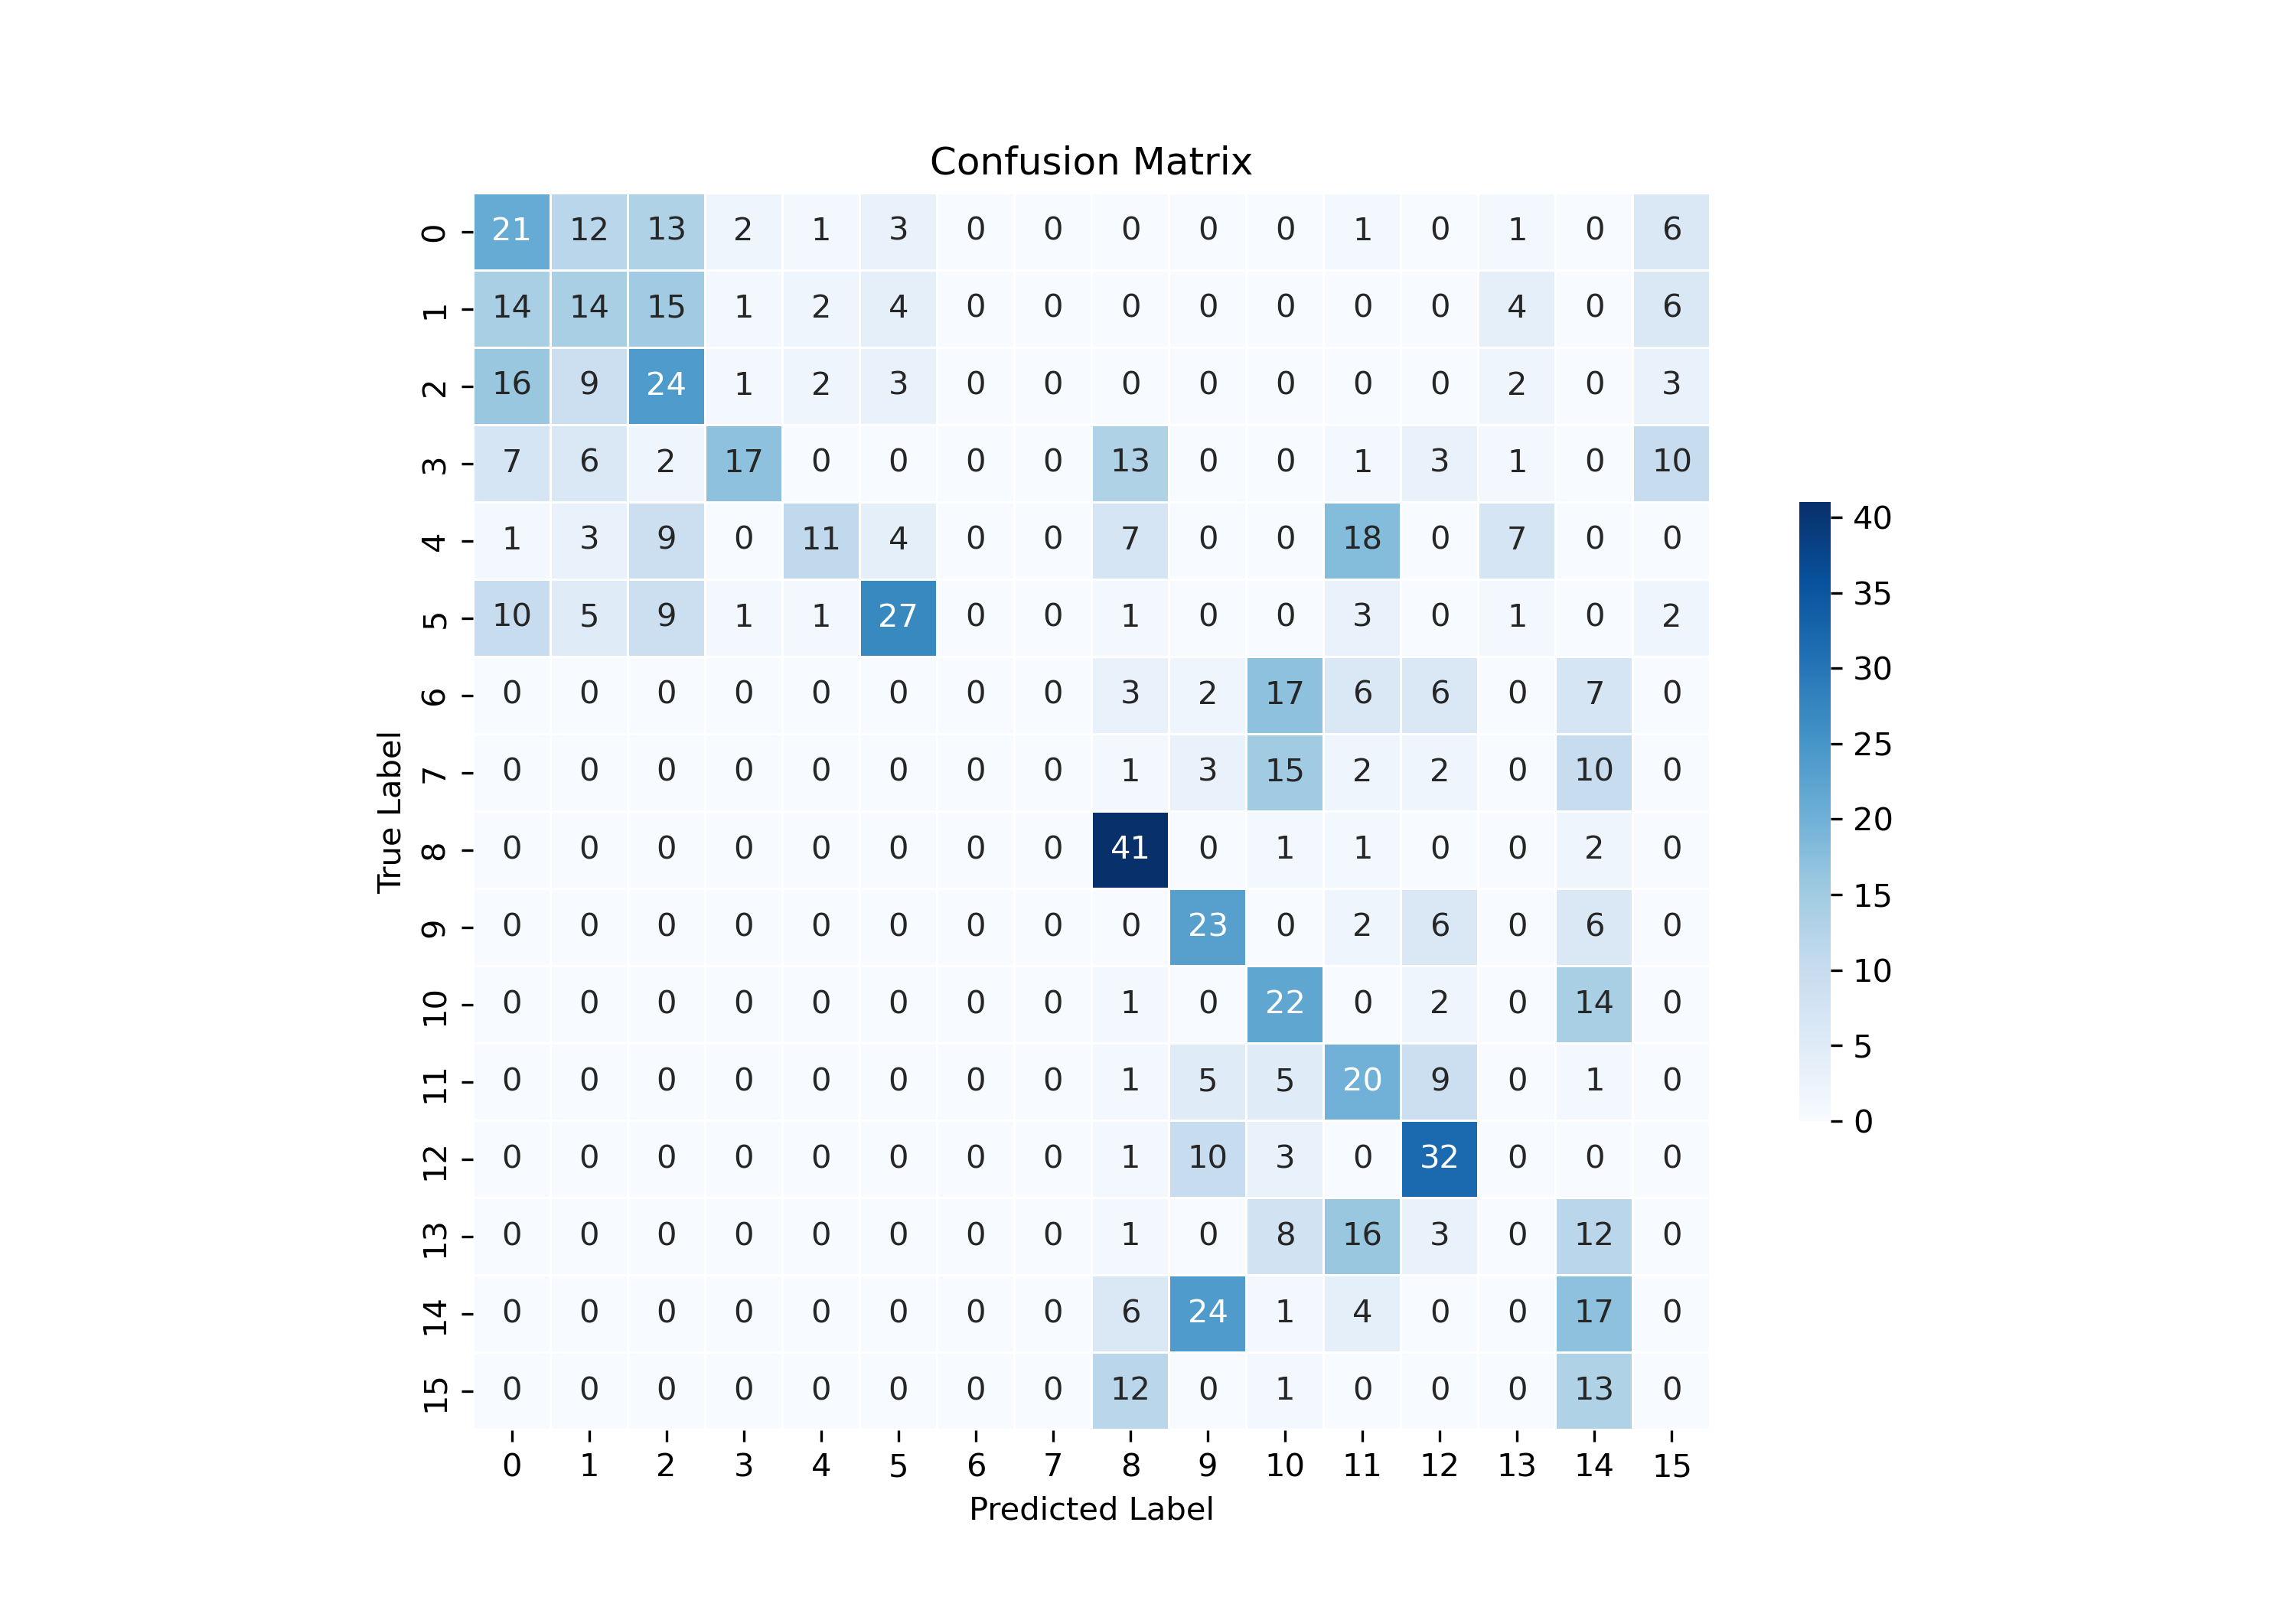 Confusion Matrix
0 21 12 13 2 1 3 0 0 0 0 0 1 0 1 0 6
1 14 14 15 1 2 4 0 0 0 0 0 0 0 4 0 6
2 16 9 24 1 2 3 0 0 0 0 0 0 0 2 0 3
3 7 6 2 17 0 0 0 0 13 0 0 1 3 1 0 10
4 1 3 9 0 11 4 0 0 7 0 0 18 0 7 0 0
5 10 5 9 1 1 27 0 0 1 0 0 3 0 1 0 2
6 0 0 0 0 0 0 0 0 3 2 17 6 6 0 7 0
7 0 0 0 0 0 0 0 0 1 3 15 2 2 0 10 0
8 0 0 0 0 0 0 0 0 41 0 1 1 0 0 2 0
9 0 0 0 0 0 0 0 0 0 23 0 2 6 0 6 0
10 0 0 0 0 0 0 0 0 1 0 22 0 2 0 14 0
11 0 0 0 0 0 0 0 0 1 5 5 20 9 0 1 0
12 0 0 0 0 0 0 0 0 1 10 3 0 32 0 0 0
13 0 0 0 0 0 0 0 0 1 0 8 16 3 0 12 0
14 0 0 0 0 0 0 0 0 6 24 1 4 0 0 17 0
15 0 0 0 0 0 0 0 0 12 0 1 0 0 0 13 0
0 1 2 3 4 5 6 7 8 9 10 11 12 13 14 15
Predicted Label
True Label
40
35
30
25
20
15
10
5
0